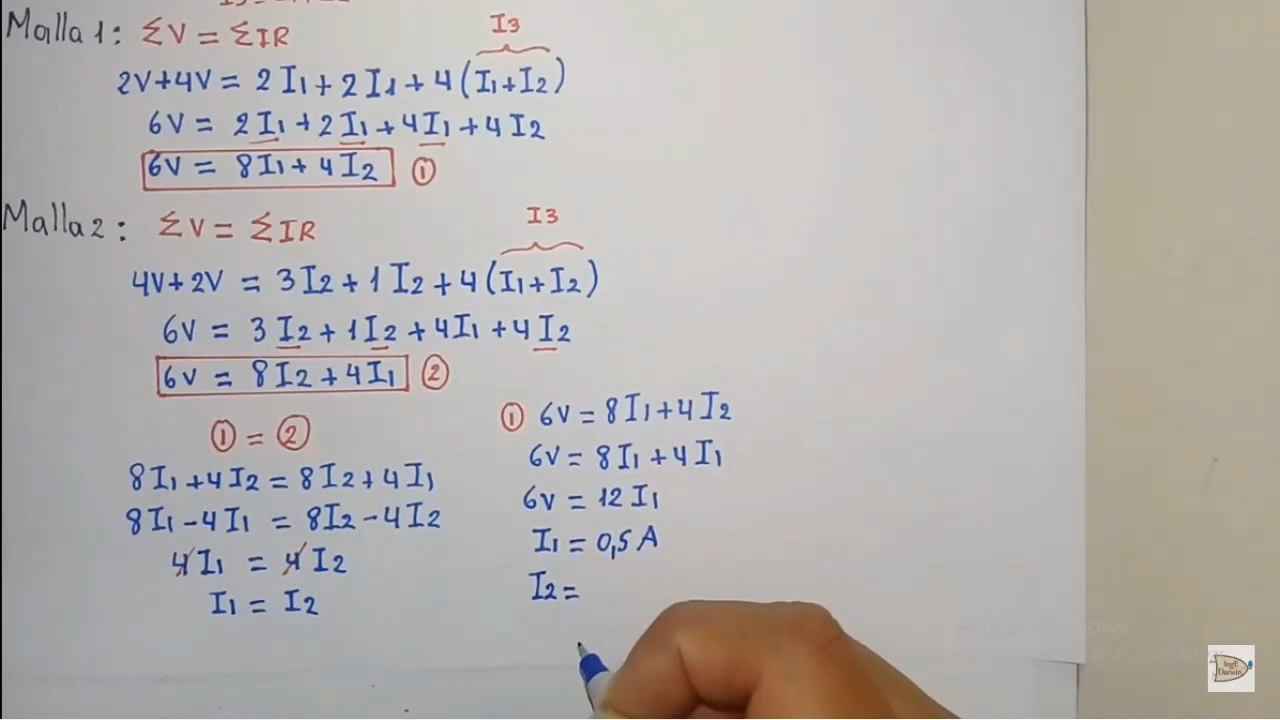 Malla 1: ΣV = ΣIR
I3
2V+4V = 2I1+2I1+4(I1+I2)
6V = 2I1+2I1+4I1+4I2
6V = 8I1+4I2 ①
Malla 2: ΣV = ΣIR
I3
4V+2V = 3I2+1I2+4(I1+I2)
6V = 3I2+1I2+4I1+4I2
6V = 8I2+4I1 ②
① = ②
8I1+4I2=8I2+4I1
8I1-4I1 = 8I2-4I2
4I1 = 4I2
I1 = I2
① 6V=8I1+4I2
6V=8I1+4I1
6V = 12I1
I1=0,5A
I2=
IngE
Darwin